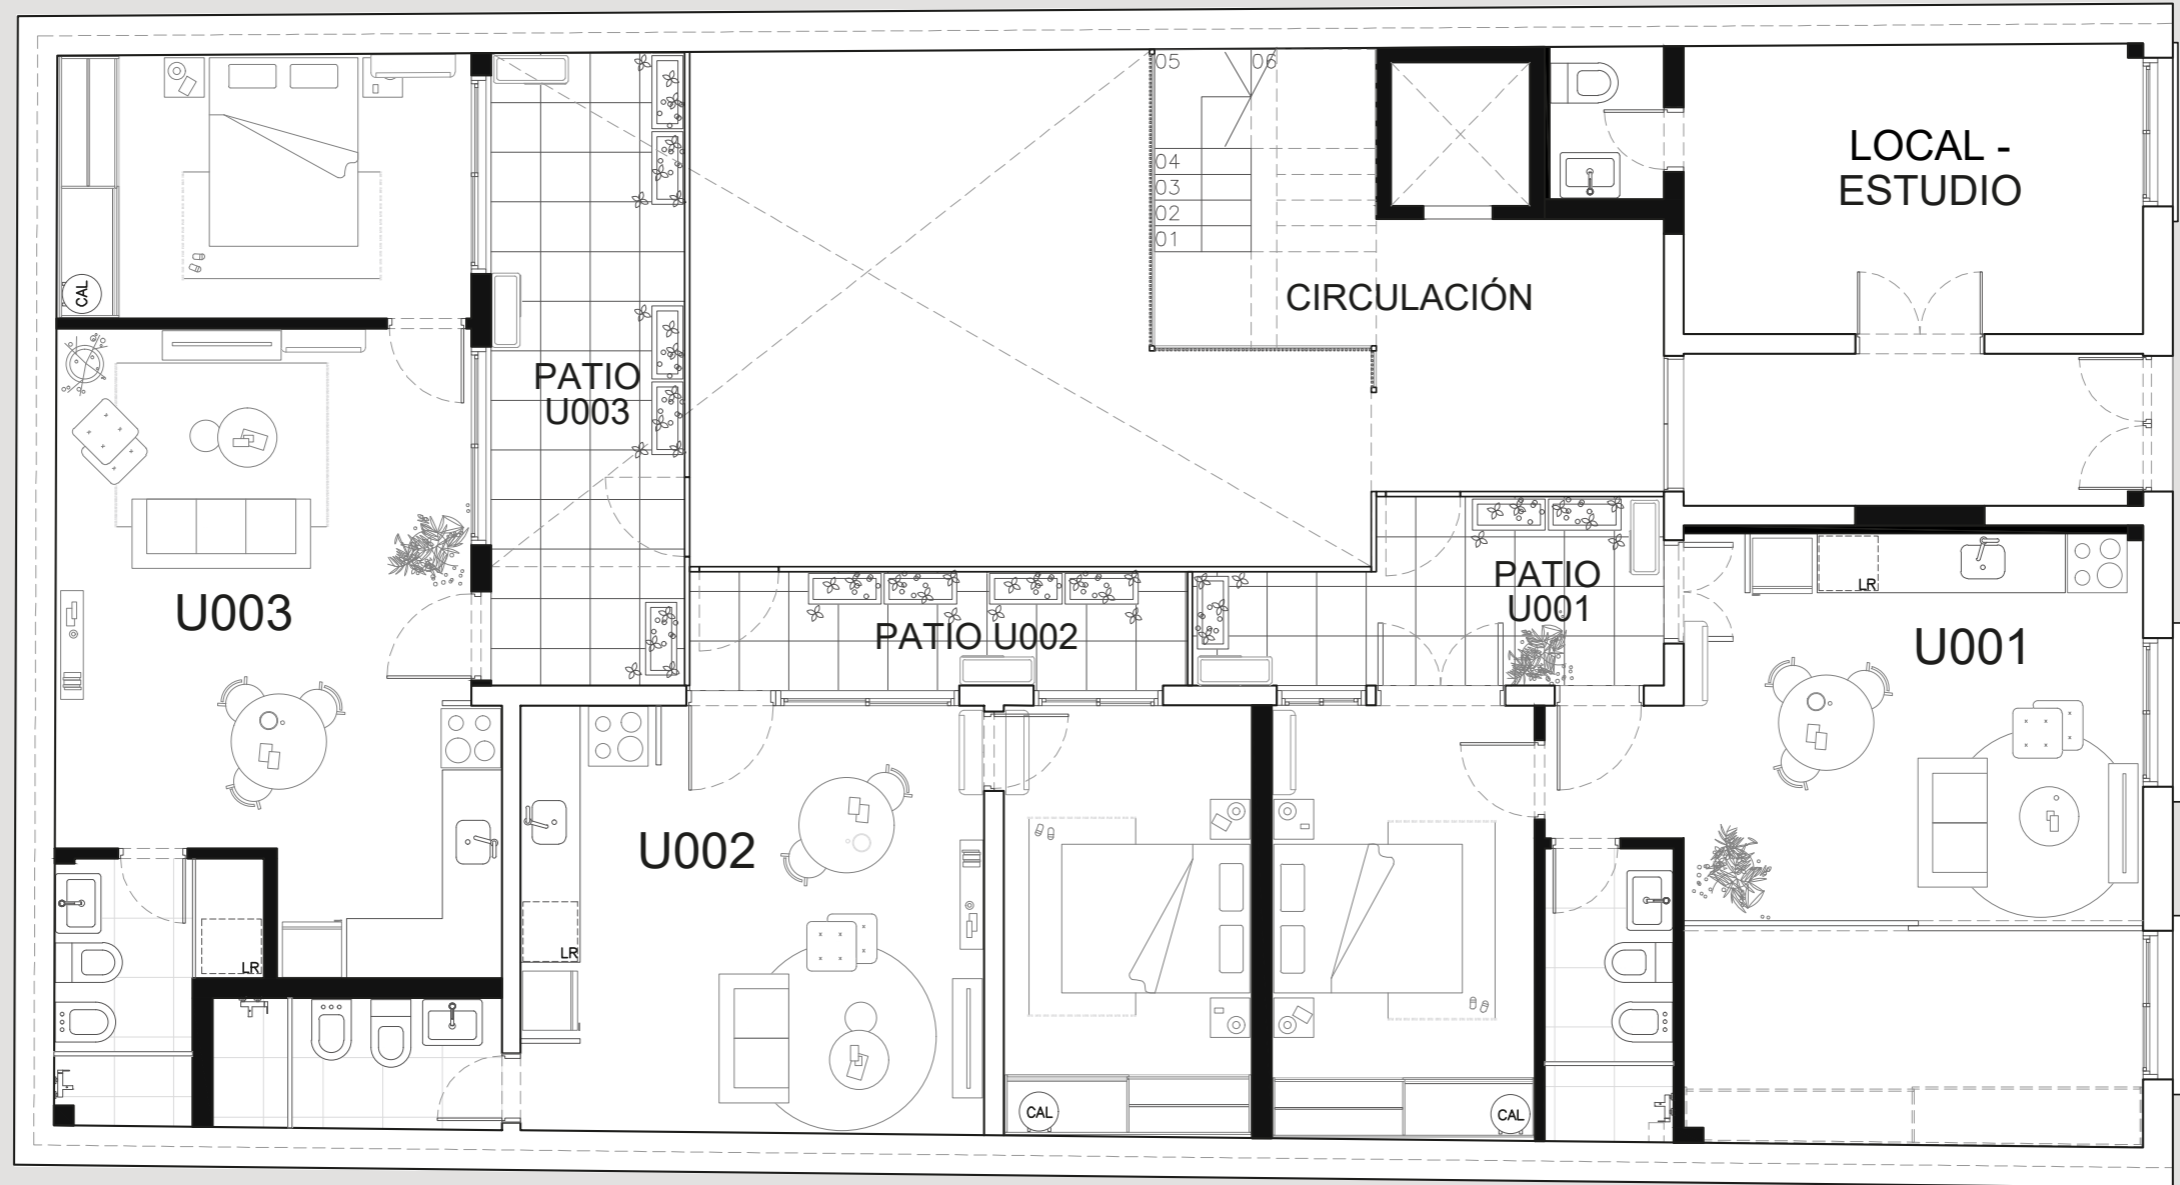 05
06
04
03
02
01
LOCAL -
ESTUDIO
CAL
CIRCULACIÓN
PATIO
U003
PATIO
U001
LR
U003
PATIO U002
U001
U002
LR
LR
CAL
CAL